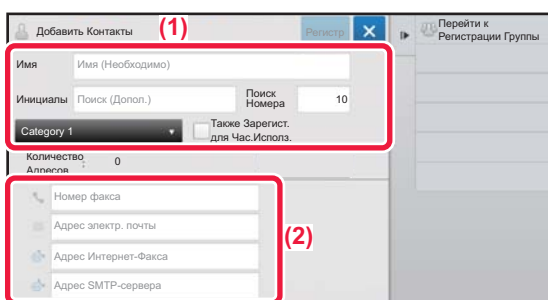 Добавить Контакты
(1)
Регистр
Перейти к
Регистрации Группы
Имя
Имя (Необходимо)
Инициалы
Поиск (Допол.)
Поиск
Номера
10
Category 1
Также Зарегист.
для Час.Исполз.
Количество
Адресов
:
0
Номер факса
Адрес электр. почты
(2)
Адрес Интернет-Факса
Адрес SMTP-сервера